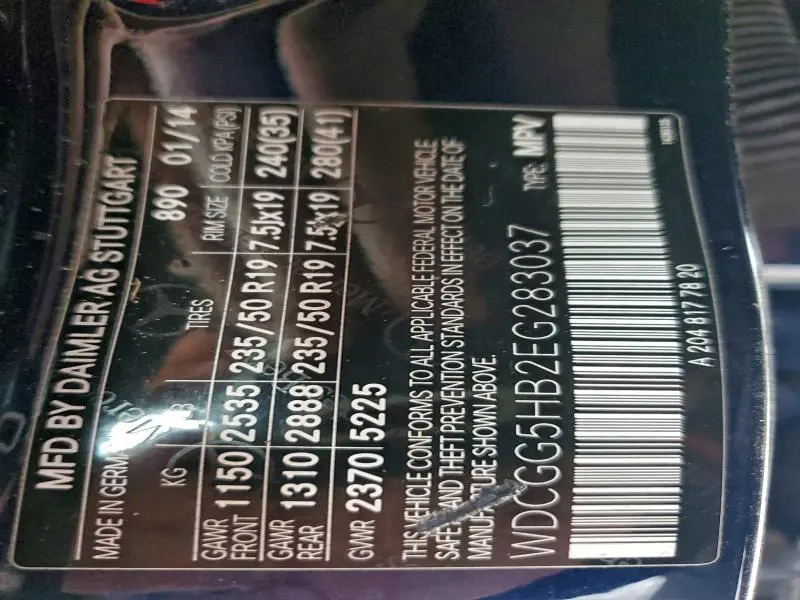 MFD BY DAIMLER AG STUTTGART
MADE IN GERMANY 890 01/14
KG LB TIRES RIM SIZE COLD KPA (PSI)
GAWR FRONT 1150 2535 235/50 R19 7.5Jx19 240(35)
GAWR REAR 1310 2888 235/50 R19 7.5Jx19 280(41)
GVWR 2370 5225
THIS VEHICLE CONFORMS TO ALL APPLICABLE FEDERAL MOTOR VEHICLE
SAFETY AND THEFT PREVENTION STANDARDS IN EFFECT ON THE DATE OF
MANUFACTURE SHOWN ABOVE.
WDCGG5HB2EG283037 TYPE: MPV
A 204 817 78 20